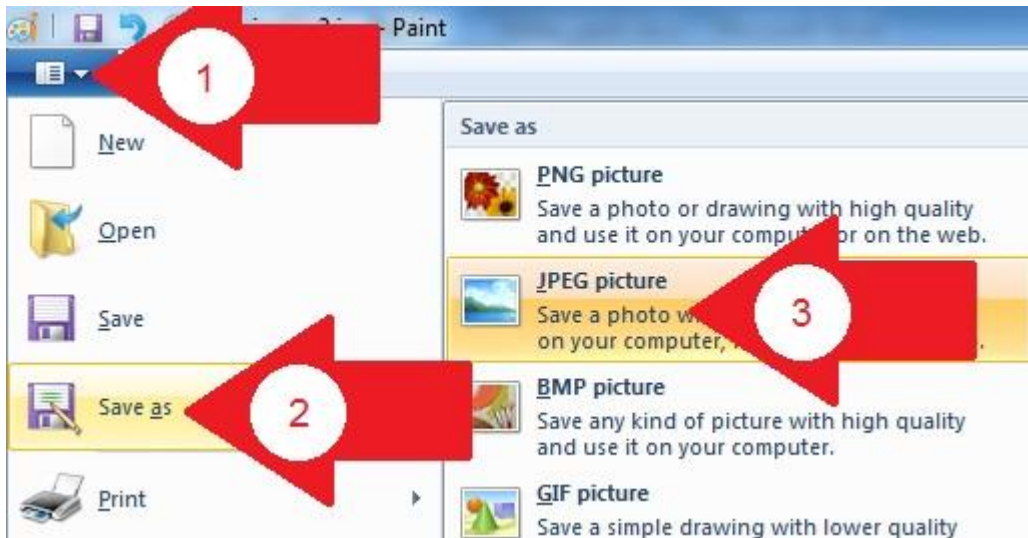 - Paint
1
New
Open
Save
Save as
2
Print
Save as
PNG picture
Save a photo or drawing with high quality
and use it on your computer or on the web.
JPEG picture
Save a photo
on your computer,
3
BMP picture
Save any kind of picture with high quality
and use it on your computer.
GIF picture
Save a simple drawing with lower quality